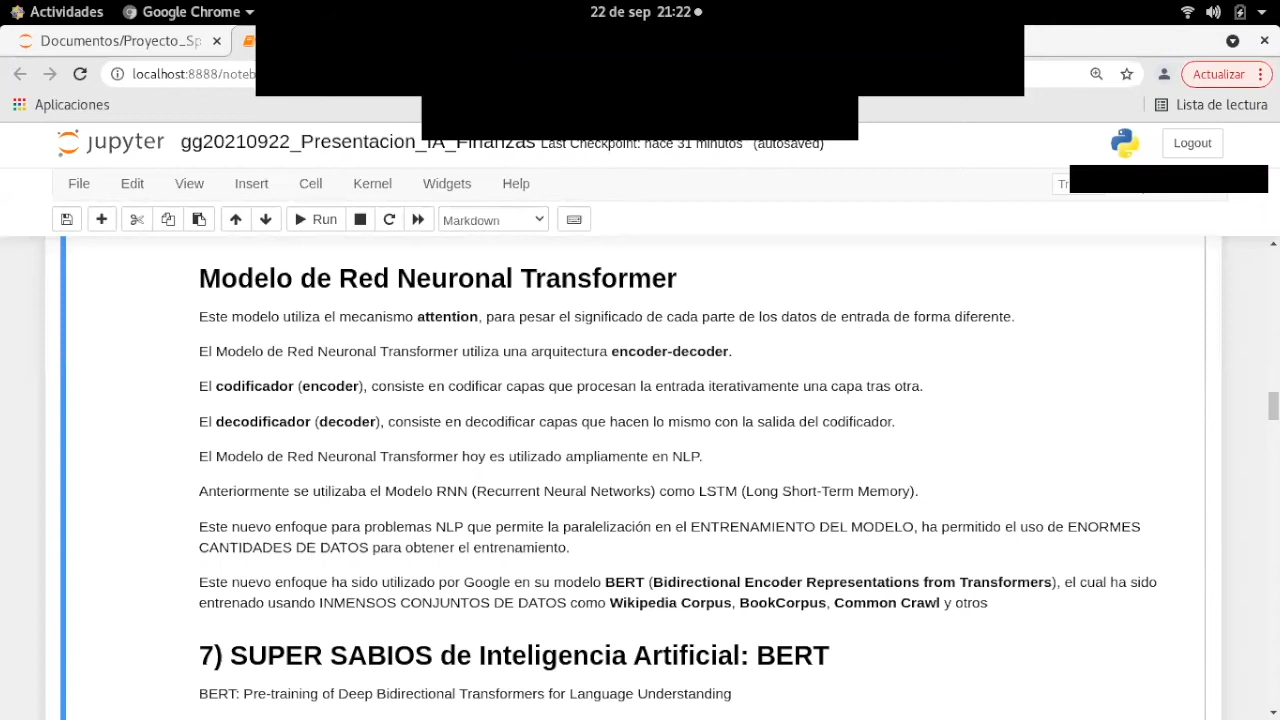 Actividades Google Chrome 22 de sep 21:22
Documentos/Proyecto_Sp
localhost:8888/noteb Actualizar
Aplicaciones Lista de lectura
jupyter gg20210922_Presentacion_IA_Finanzas Last Checkpoint: hace 31 minutos (autosaved) Logout
File Edit View Insert Cell Kernel Widgets Help
Run Markdown
Modelo de Red Neuronal Transformer
Este modelo utiliza el mecanismo attention, para pesar el significado de cada parte de los datos de entrada de forma diferente.
El Modelo de Red Neuronal Transformer utiliza una arquitectura encoder-decoder.
El codificador (encoder), consiste en codificar capas que procesan la entrada iterativamente una capa tras otra.
El decodificador (decoder), consiste en decodificar capas que hacen lo mismo con la salida del codificador.
El Modelo de Red Neuronal Transformer hoy es utilizado ampliamente en NLP.
Anteriormente se utilizaba el Modelo RNN (Recurrent Neural Networks) como LSTM (Long Short-Term Memory).
Este nuevo enfoque para problemas NLP que permite la paralelización en el ENTRENAMIENTO DEL MODELO, ha permitido el uso de ENORMES
CANTIDADES DE DATOS para obtener el entrenamiento.
Este nuevo enfoque ha sido utilizado por Google en su modelo BERT (Bidirectional Encoder Representations from Transformers), el cual ha sido
entrenado usando INMENSOS CONJUNTOS DE DATOS como Wikipedia Corpus, BookCorpus, Common Crawl y otros
7) SUPER SABIOS de Inteligencia Artificial: BERT
BERT: Pre-training of Deep Bidirectional Transformers for Language Understanding